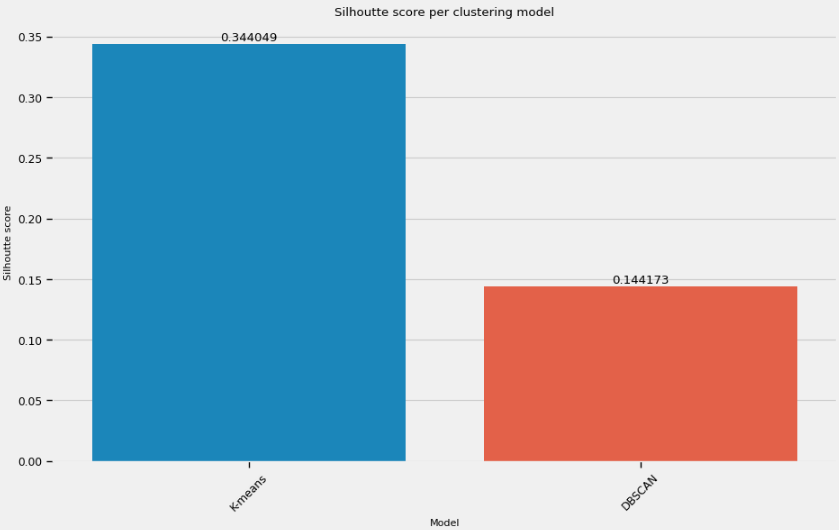 Silhoutte score per clustering model
0.35
0.30
0.25
0.20
0.15
0.10
0.05
0.00
Silhoutte score
0.344049
0.144173
K-means
DBSCAN
Model